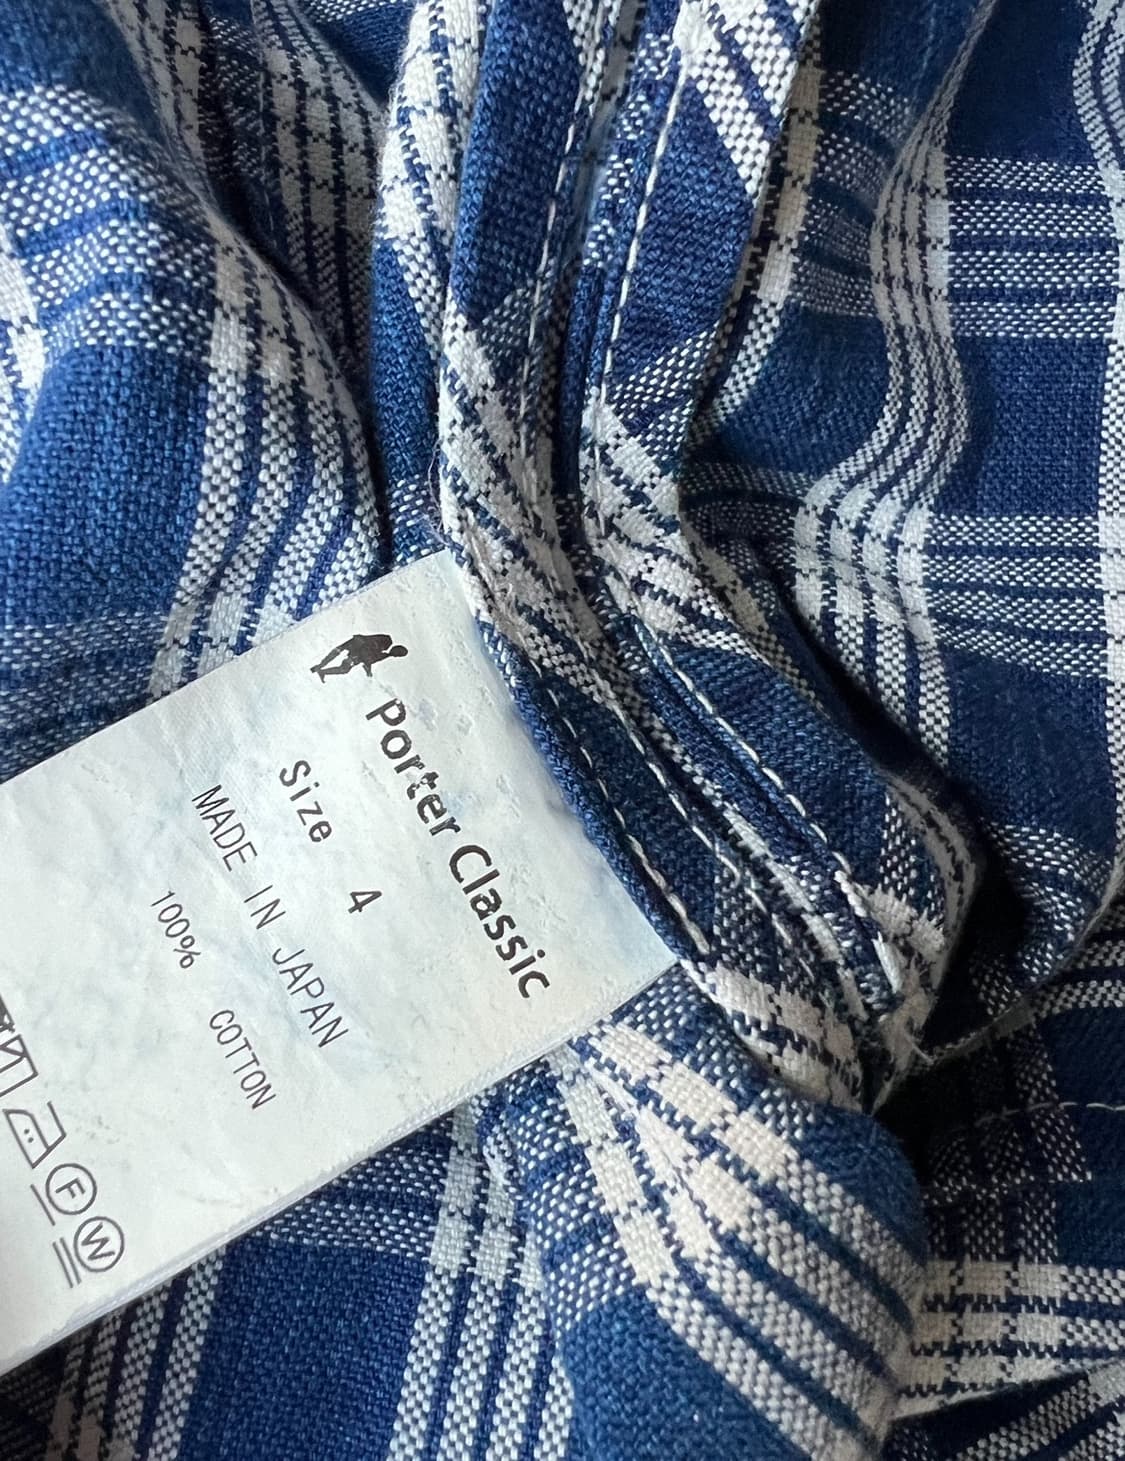 Porter Classic
Size 4
MADE IN JAPAN
100% COTTON
F
W